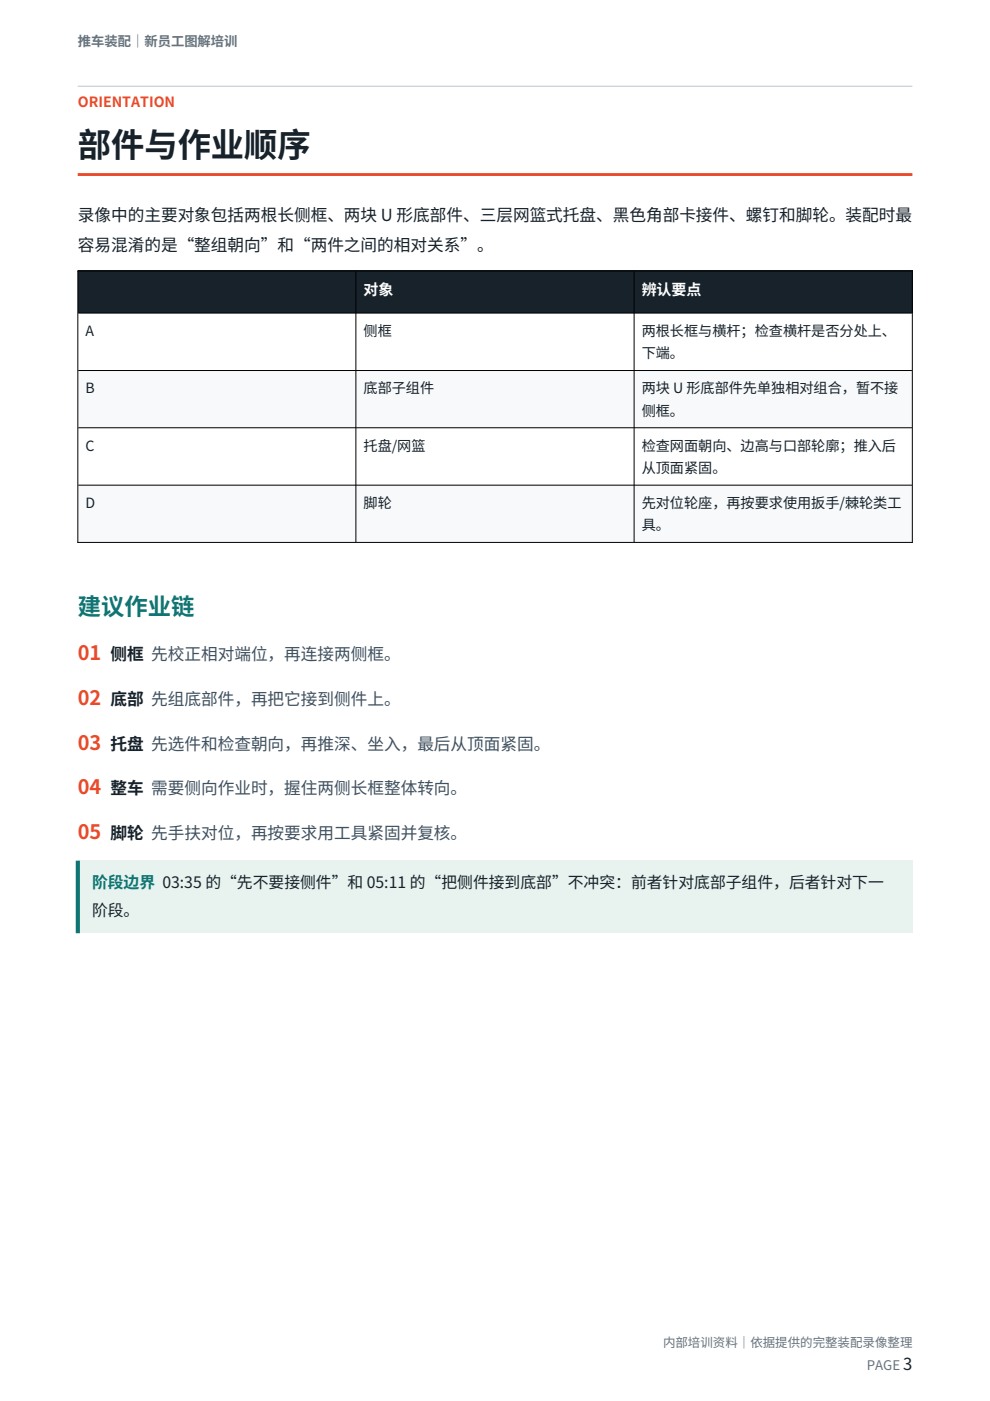 推车装配｜新员工图解培训
ORIENTATION
部件与作业顺序
录像中的主要对象包括两根长侧框、两块 U 形底部件、三层网篮式托盘、黑色角部卡接件、螺钉和脚轮。装配时最
容易混淆的是“整组朝向”和“两件之间的相对关系”。
对象 辨认要点
A 侧框 两根长框与横杆；检查横杆是否分处上、
下端。
B 底部子组件 两块 U 形底部件先单独相对组合，暂不接
侧框。
C 托盘/网篮 检查网面朝向、边高与口部轮廓；推入后
从顶面紧固。
D 脚轮 先对位轮座，再按要求使用扳手/棘轮类工
具。
建议作业链
01 侧框 先校正相对端位，再连接两侧框。
02 底部 先组底部件，再把它接到侧件上。
03 托盘 先选件和检查朝向，再推深、坐入，最后从顶面紧固。
04 整车 需要侧向作业时，握住两侧长框整体转向。
05 脚轮 先手扶对位，再按要求用工具紧固并复核。
阶段边界 03:35 的“先不要接侧件”和 05:11 的“把侧件接到底部”不冲突：前者针对底部子组件，后者针对下一
阶段。
内部培训资料｜依据提供的完整装配录像整理
PAGE 3